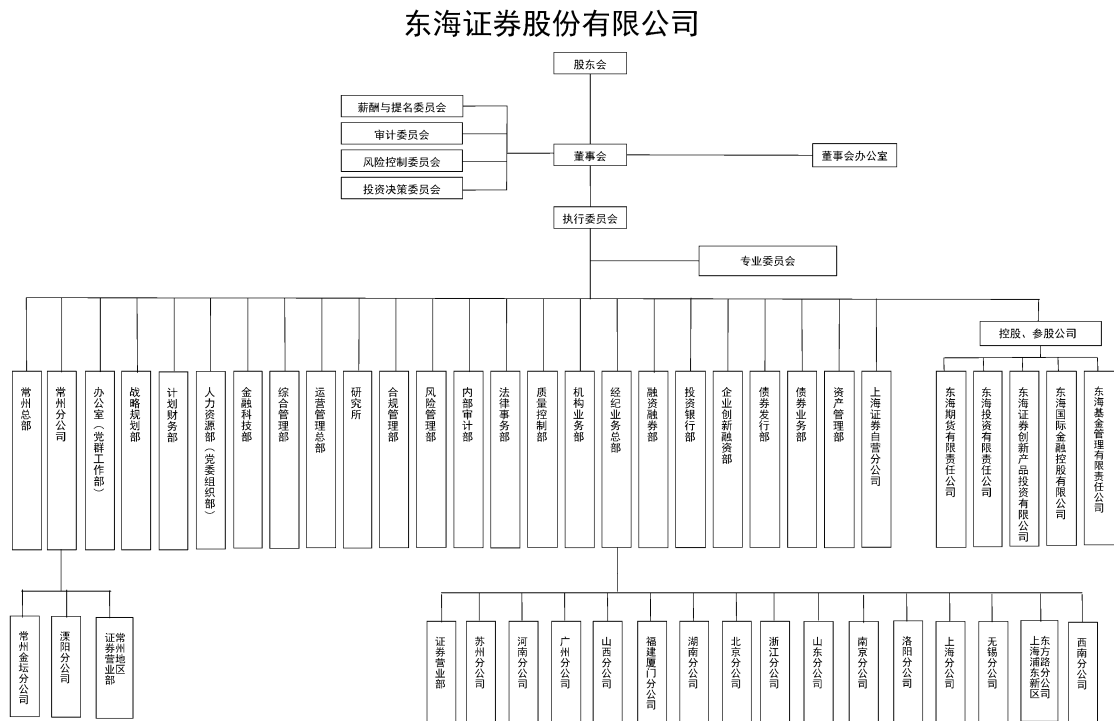 东海证券股份有限公司
股东会
薪酬与提名委员会
审计委员会
风险控制委员会
投资决策委员会
董事会
董事会办公室
执行委员会
专业委员会
控股、参股公司
常州总部
常州分公司
办公室（党群工作部）
战略规划部
计划财务部
人力资源部（党委组织部）
金融科技部
综合管理部
运营管理总部
研究所
合规管理部
风险管理部
内部审计部
法律事务部
质量控制部
机构业务部
经纪业务总部
融资融券部
投资银行部
企业创新融资部
债券发行部
债券业务部
资产管理部
上海证券自营分公司
东海期货有限责任公司
东海投资有限责任公司
东海证券创新产品投资有限公司
东海国际金融控股有限公司
东海基金管理有限责任公司
常州金坛分公司
溧阳分公司
常州地区
证券营业部
证券营业部
苏州分公司
河南分公司
广州分公司
山西分公司
福建厦门分公司
湖南分公司
北京分公司
浙江分公司
山东分公司
南京分公司
洛阳分公司
上海分公司
无锡分公司
上海浦东新区
东方路分公司
西南分公司